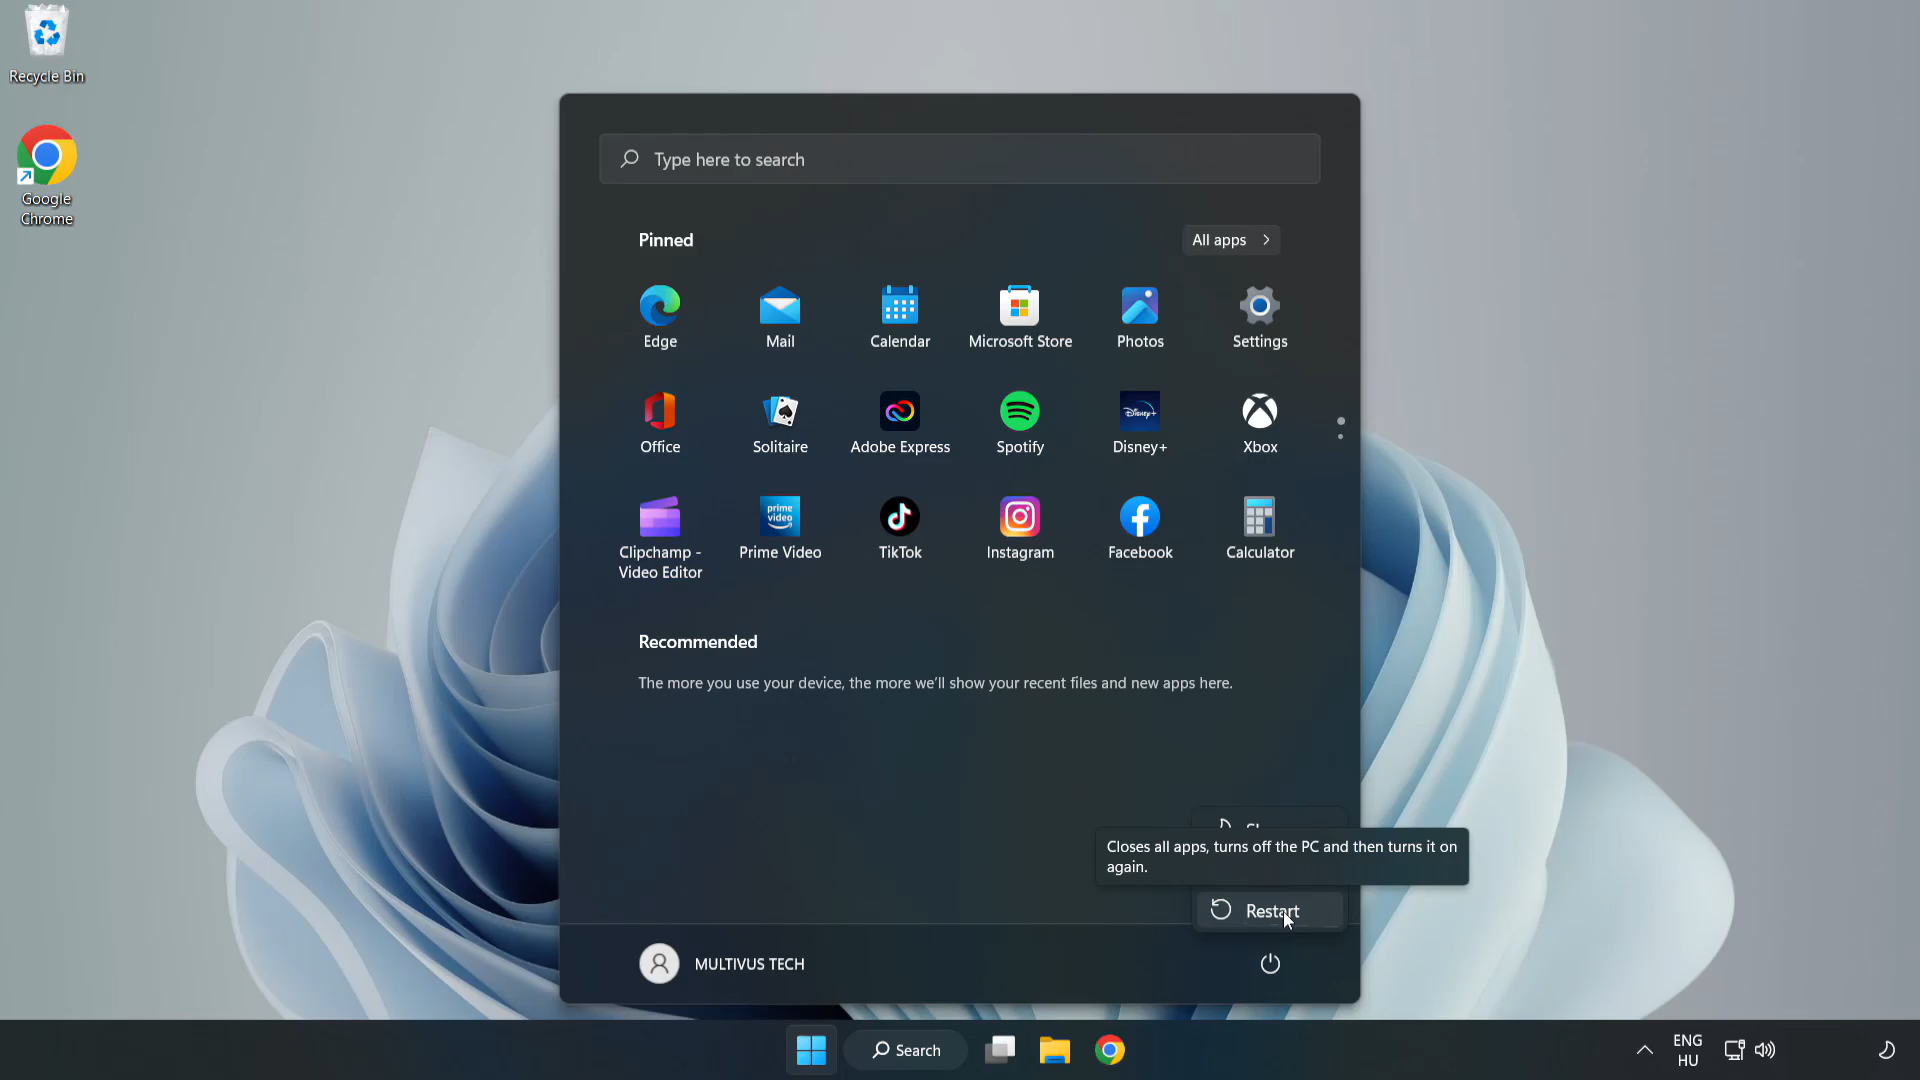 Recycle Bin
Google
Chrome
Type here to search
Pinned
All apps
Edge
Mail
Calendar
Microsoft Store
Photos
Settings
Office
Solitaire
Adobe Express
Spotify
Disney+
Disney+
Xbox
prime
video
Clipchamp -
Video Editor
Prime Video
TikTok
Instagram
Facebook
Calculator
Recommended
The more you use your device, the more we'll show your recent files and new apps here.
Closes all apps, turns off the PC and then turns it on
again.
Restart
MULTIVUS TECH
Search
ENG
HU